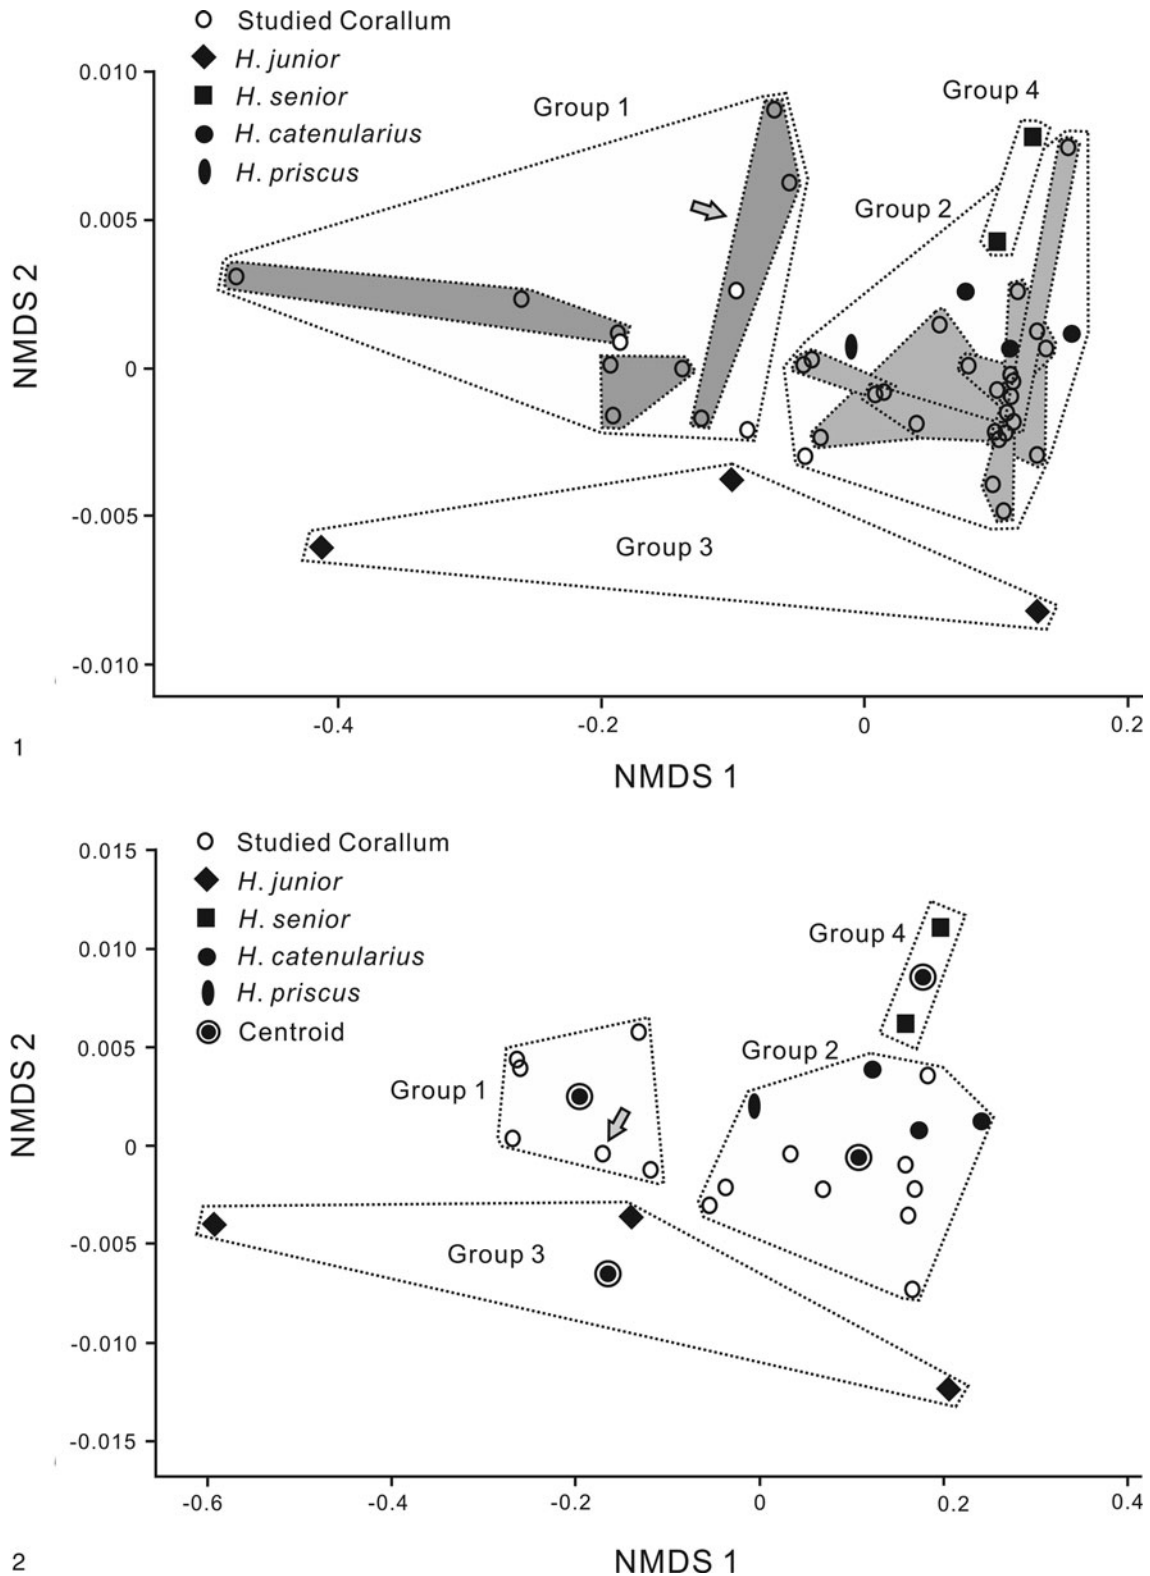 Studied Corallum
H. junior
H. senior
H. catenularius
H. priscus
Group 1
Group 4
Group 2
Group 3
0.010
0.005
0
-0.005
-0.010
NMDS 2
-0.4
-0.2
0
0.2
NMDS 1
1
Studied Corallum
H. junior
H. senior
H. catenularius
H. priscus
Centroid
Group 4
Group 2
Group 1
Group 3
0.015
0.010
0.005
0
-0.005
-0.010
-0.015
NMDS 2
-0.6
-0.4
-0.2
0
0.2
0.4
NMDS 1
2